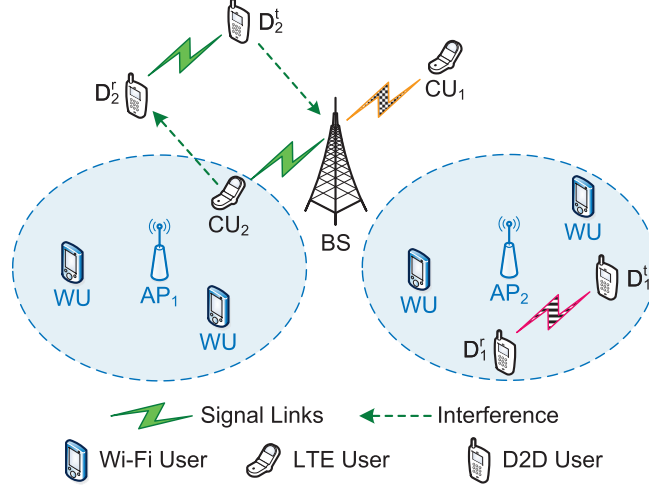 D₂ᵗ
D₂ʳ
CU₁
CU₂
BS
WU
AP₁
WU
WU
WU
AP₂
D₁ᵗ
D₁ʳ
Signal Links
Interference
Wi-Fi User
LTE User
D2D User